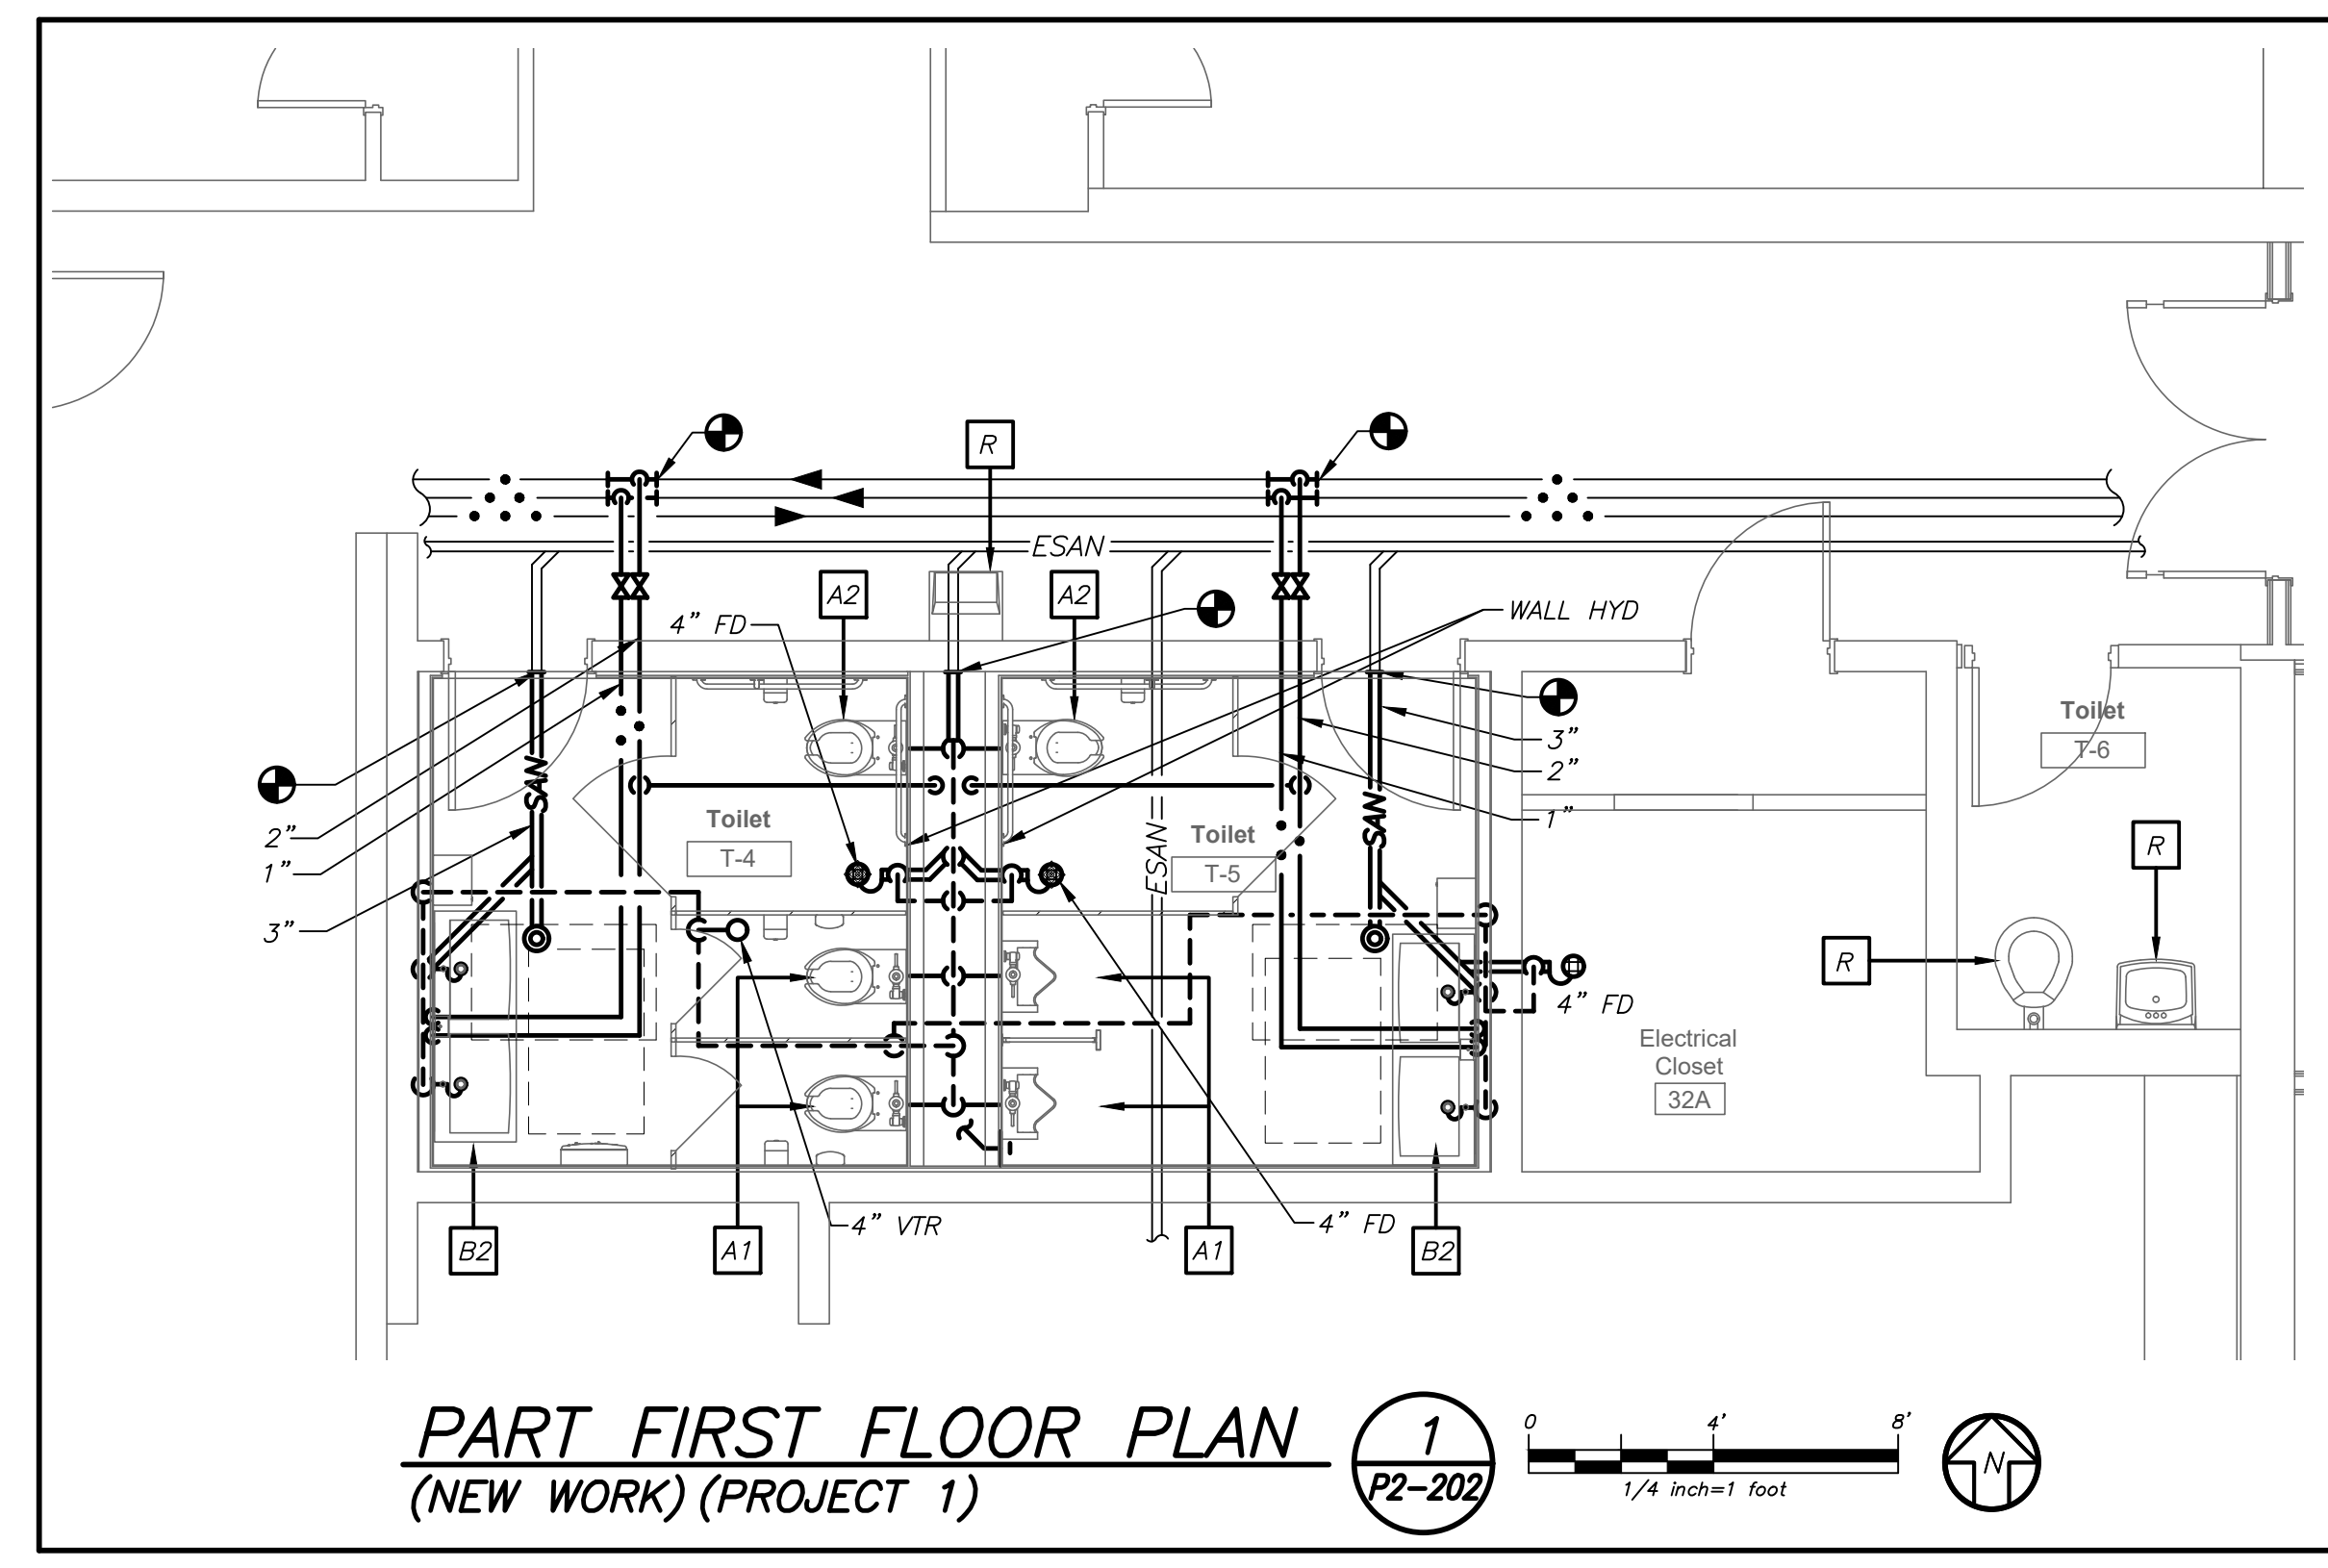 R
ESAN
A2
A2
4" FD
WALL HYD
Toilet
T-6
3"
2"
SAN
SAN
1"
2"
1"
3"
Toilet
T-4
Toilet
T-5
ESAN
R
R
4" FD
Electrical
Closet
32A
4" VTR
4" FD
B2
A1
A1
B2
PART FIRST FLOOR PLAN
(NEW WORK) (PROJECT 1)
1
P2-202
0 4' 8'
1/4 inch=1 foot
N